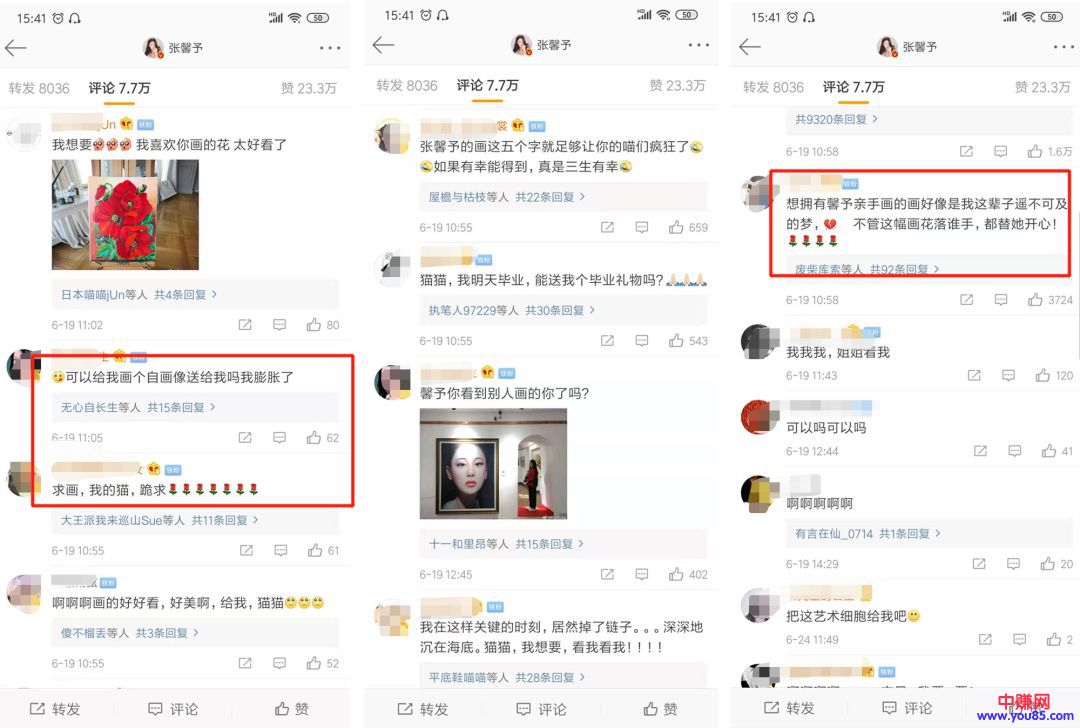 15:41
HD
50
张馨予
转发 8036
评论 7.7万
赞 23.3万
jUn 铁粉
我想要 我喜欢你画的花 太好看了
日本喵喵jUn等人 共4条回复 >
6-19 11:02
80
铁粉
可以给我画个自画像送给我吗我膨胀了
无心自长生等人 共15条回复 >
6-19 11:05
62
铁粉
求画，我的猫，跪求
大王派我来巡山Sue等人 共11条回复 >
6-19 10:55
61
铁粉
啊啊啊画的好好看，好美啊，给我，猫猫
傻不榴丢等人 共3条回复 >
6-19 10:55
52
转发
评论
赞
15:41
HD
50
张馨予
转发 8036
评论 7.7万
赞 23.3万
裳 铁粉
张馨予的画这五个字就足够让你的喵们疯狂了
如果有幸能得到，真是三生有幸
屋檐与枯枝等人 共22条回复 >
6-19 10:55
659
铁粉
猫猫，我明天毕业，能送我个毕业礼物吗？
执笔人97229等人 共30条回复 >
6-19 10:55
543
铁粉
馨予你看到别人画的你了吗？
十一和里昂等人 共15条回复 >
6-19 12:45
402
铁粉
我在这样关键的时刻，居然掉了链子。。。深深地
沉在海底。猫猫，我想要，看我看我！！！！
平底鞋喵喵等人 共28条回复 >
转发
评论
赞
15:41
HD
50
张馨予
转发 8036
评论 7.7万
赞 23.3万
共9320条回复 >
6-19 10:58
1.6万
铁粉
想拥有馨予亲手画的画好像是我这辈子遥不可及
的梦， 不管这幅画花落谁手，都替她开心！
废柴库索等人 共92条回复 >
6-19 10:58
3724
铁粉
我我我，姐姐看我
6-19 11:43
120
可以吗可以吗
6-19 12:44
41
啊啊啊啊啊
有言在仙_0714 共1条回复 >
6-19 14:29
20
把这艺术细胞给我吧
6-24 11:49
2
铁粉
转发
评论
中赚网
www.you85.com